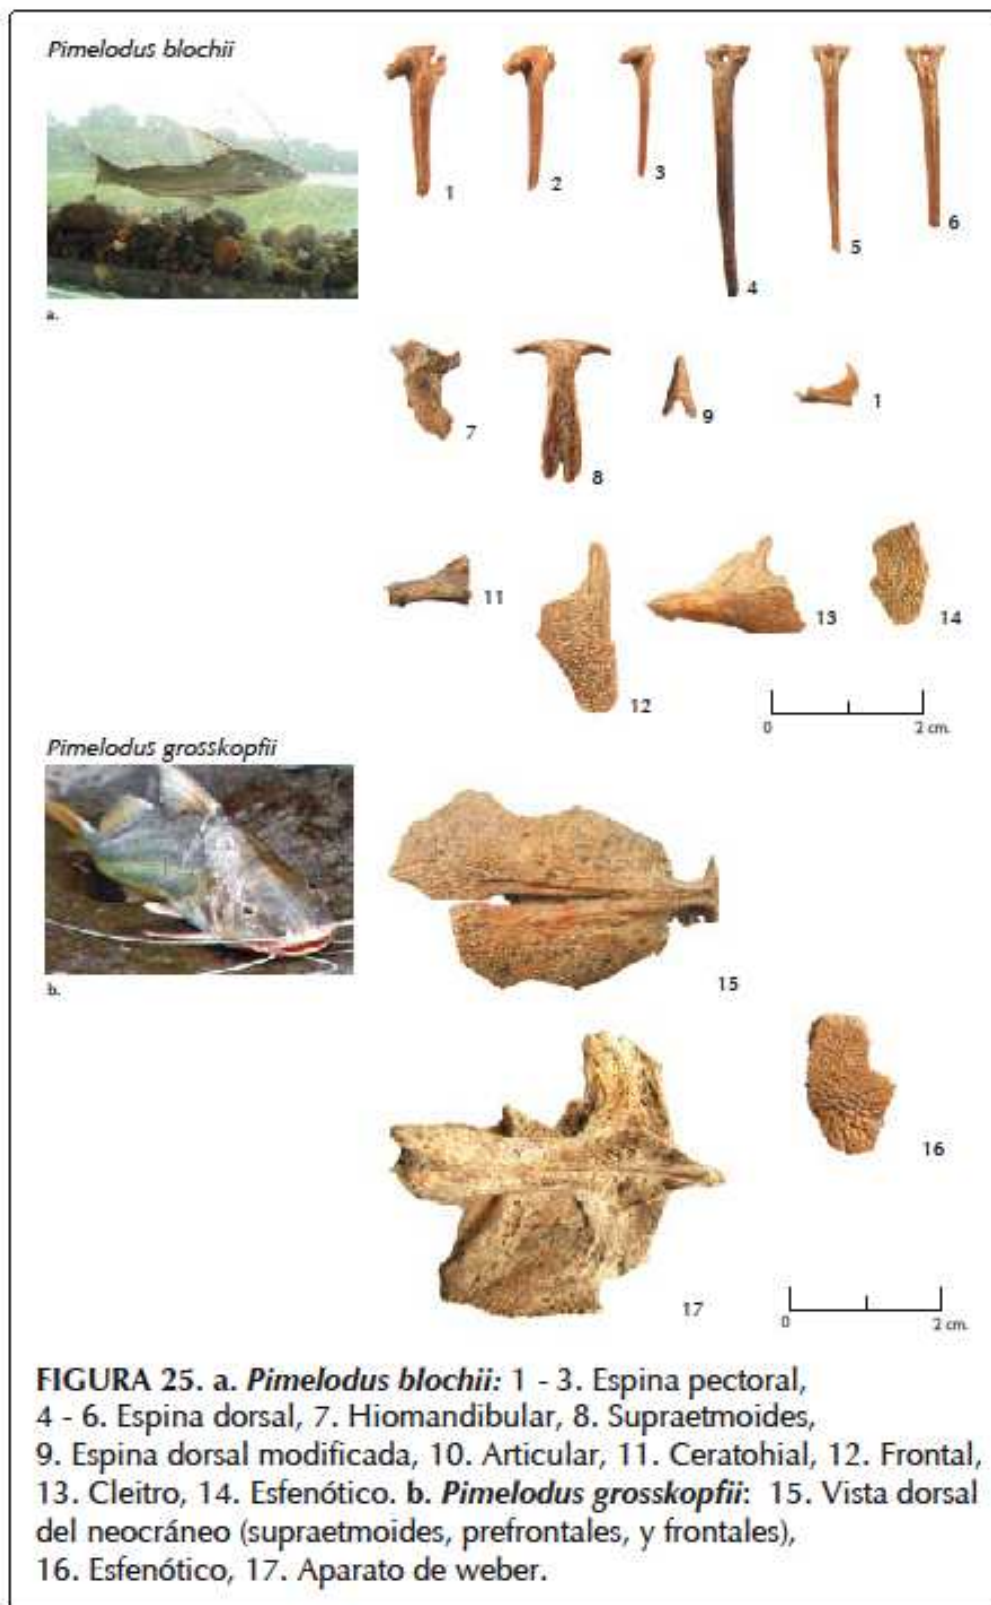 Pimelodus blochii
1
2
3
4
5
6
a.
7
8
9
1
11
12
13
14
0 2 cm.
Pimelodus grosskopfii
b.
15
16
17
0 2 cm.
FIGURA 25. a. Pimelodus blochii: 1 - 3. Espina pectoral,
4 - 6. Espina dorsal, 7. Hiomandibular, 8. Supraetmoides,
9. Espina dorsal modificada, 10. Articular, 11. Ceratohial, 12. Frontal,
13. Cleitro, 14. Esfenótico. b. Pimelodus grosskopfii: 15. Vista dorsal
del neocráneo (supraetmoides, prefrontales, y frontales),
16. Esfenótico, 17. Aparato de weber.